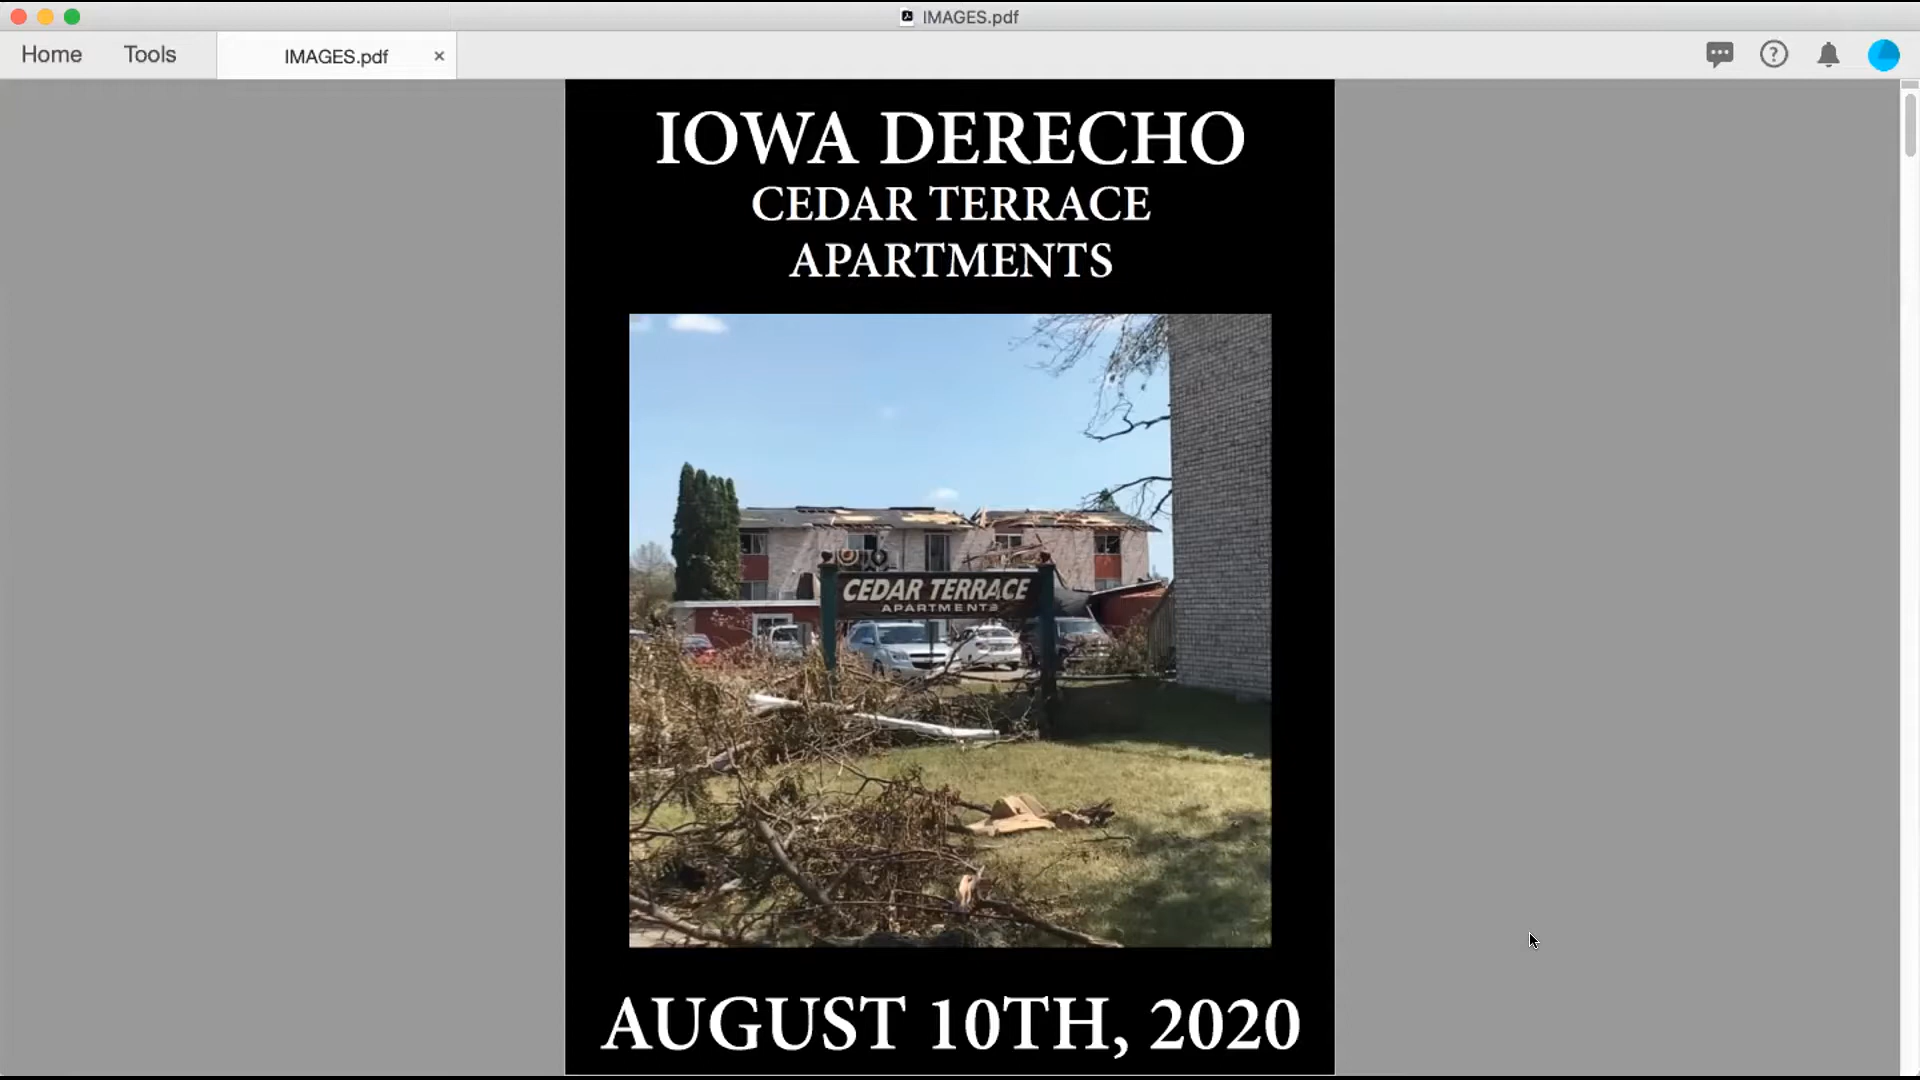 IMAGES.pdf
Home
Tools
IMAGES.pdf
IOWA DERECHO
CEDAR TERRACE
APARTMENTS
CEDAR TERRACE
APARTMENTS
AUGUST 10TH, 2020